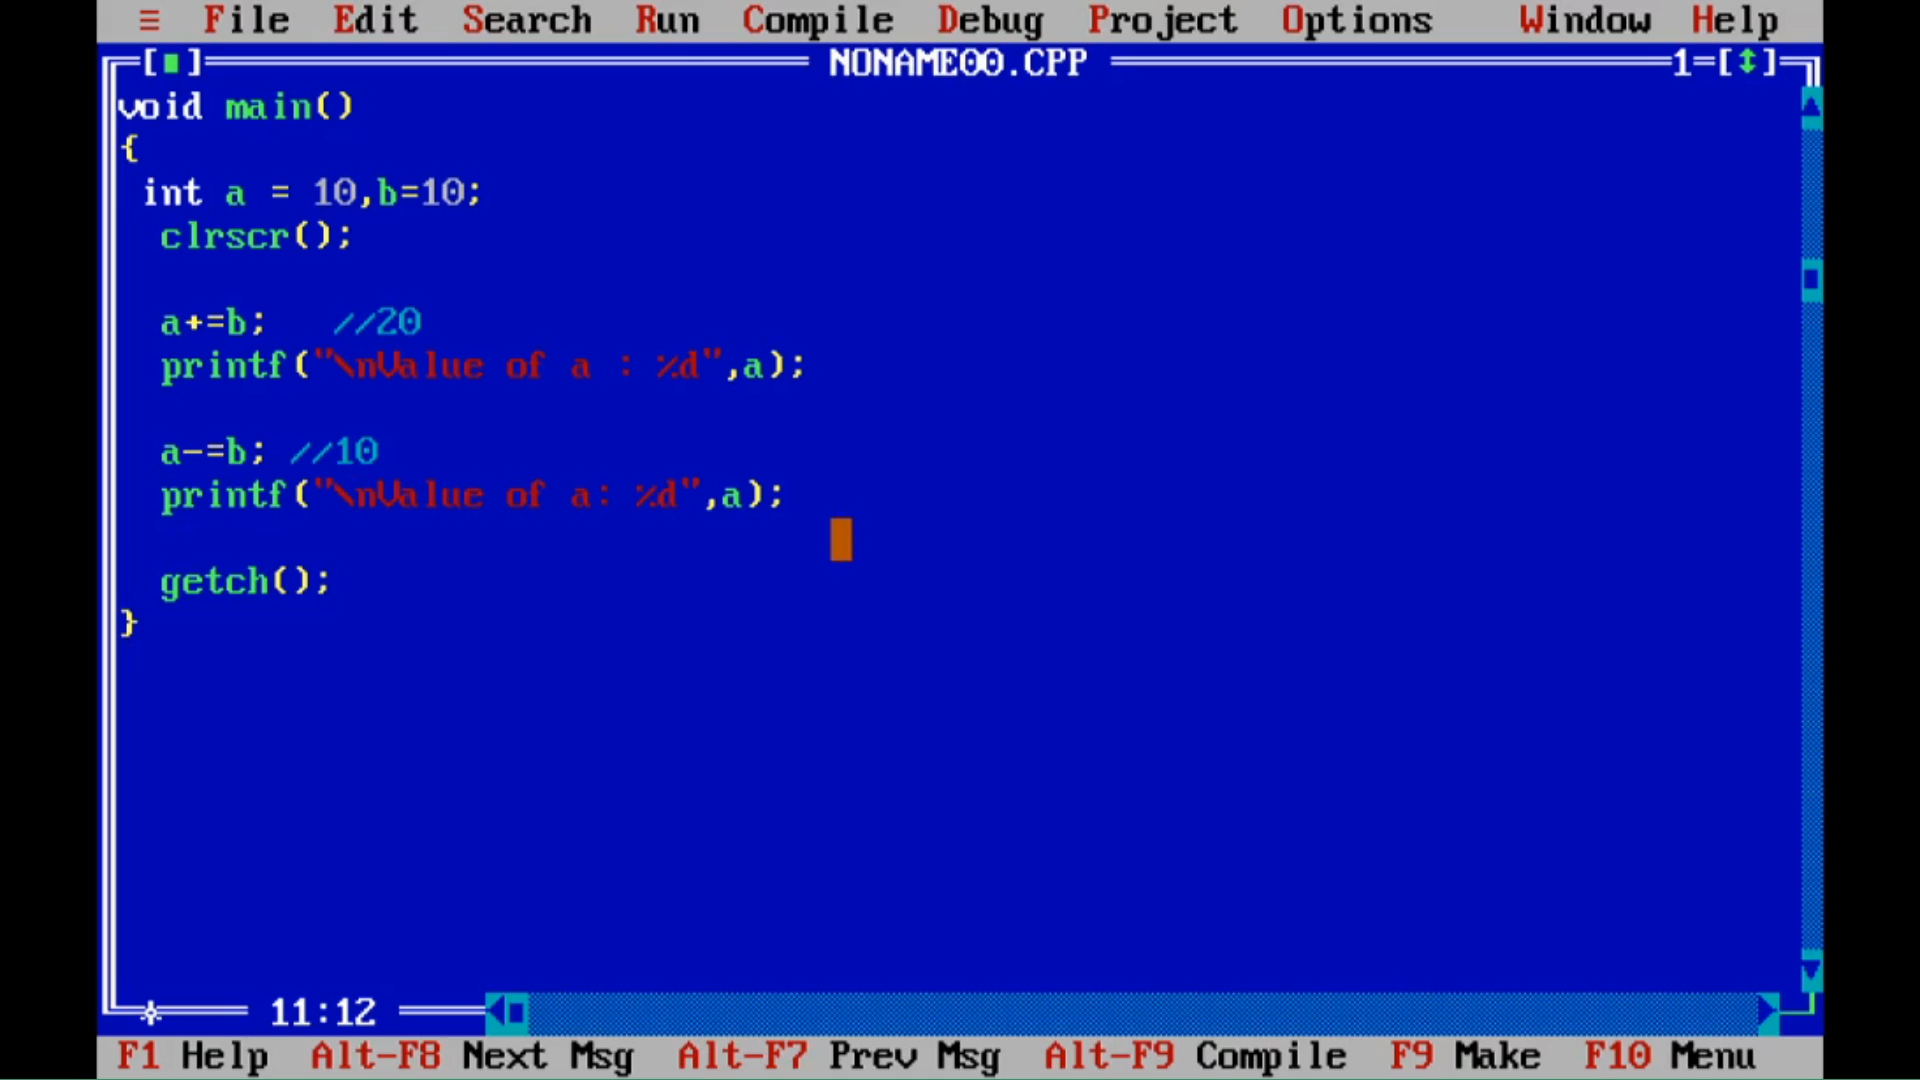 ≡ File Edit Search Run Compile Debug Project Options Window Help
[■] NONAME00.CPP 1=[↕]
void main()
{
int a = 10,b=10;
clrscr();
a+=b; //20
printf("\nValue of a : %d",a);
a-=b; //10
printf("\nValue of a: %d",a);
getch();
}
11:12
F1 Help Alt-F8 Next Msg Alt-F7 Prev Msg Alt-F9 Compile F9 Make F10 Menu